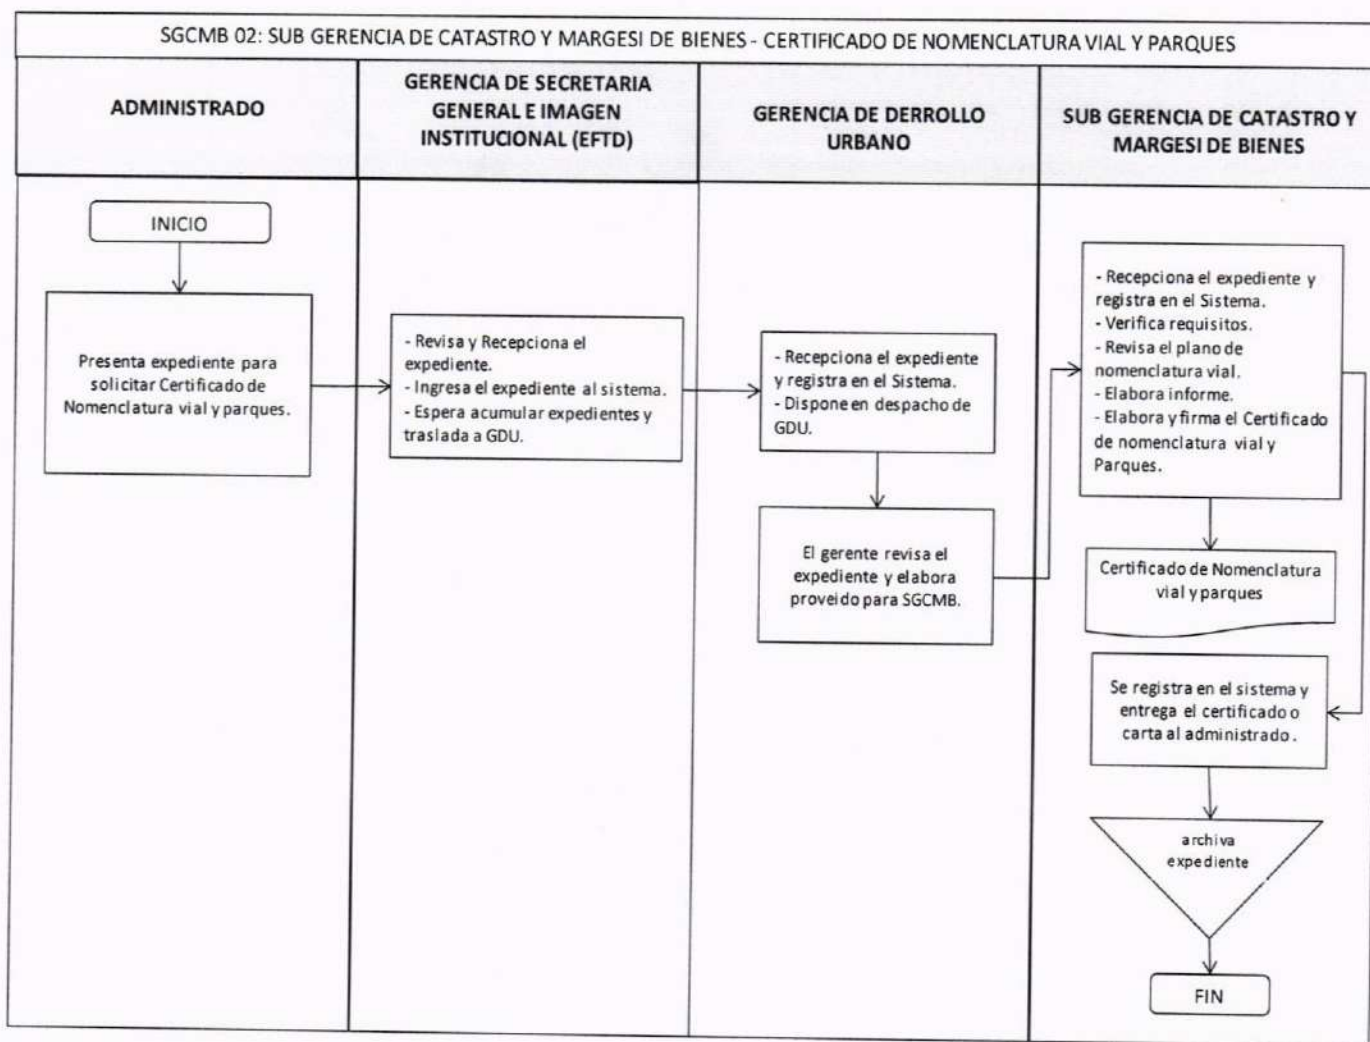 SGCMB 02: SUB GERENCIA DE CATASTRO Y MARGESI DE BIENES - CERTIFICADO DE NOMENCLATURA VIAL Y PARQUES
ADMINISTRADO
GERENCIA DE SECRETARIA
GENERAL E IMAGEN
INSTITUCIONAL (EFTD)
GERENCIA DE DERROLLO
URBANO
SUB GERENCIA DE CATASTRO Y
MARGESI DE BIENES
INICIO
Presenta expediente para
solicitar Certificado de
Nomenclatura vial y parques.
- Revisa y Recepciona el
expediente.
- Ingresa el expediente al sistema.
- Espera acumular expedientes y
traslada a GDU.
- Recepciona el expediente
y registra en el Sistema.
- Dispone en despacho de
GDU.
El gerente revisa el
expediente y elabora
proveido para SGCMB.
- Recepciona el expediente y
registra en el Sistema.
- Verifica requisitos.
- Revisa el plano de
nomenclatura vial.
- Elabora informe.
- Elabora y firma el Certificado
de nomenclatura vial y
Parques.
Certificado de Nomenclatura
vial y parques
Se registra en el sistema y
entrega el certificado o
carta al administrado.
archiva
expediente
FIN